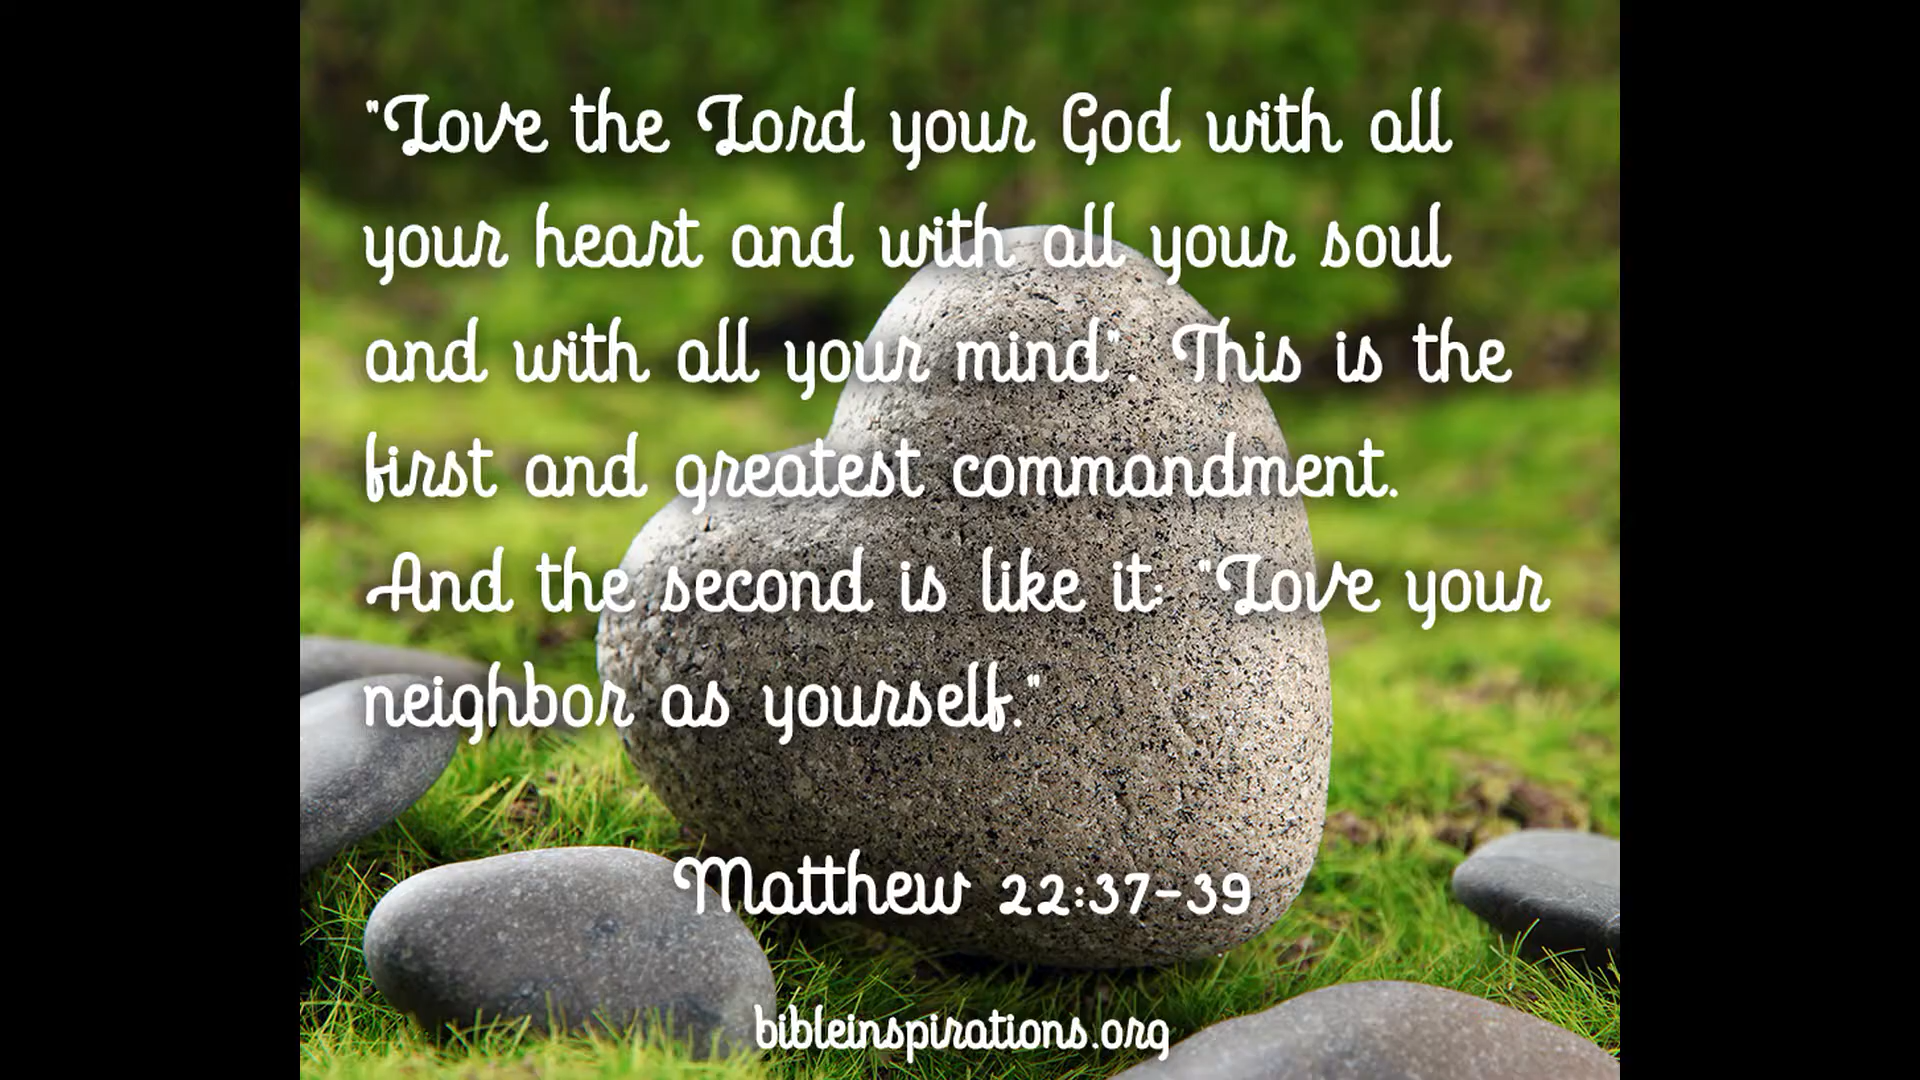 "Love the Lord your God with all
your heart and with all your soul
and with all your mind". This is the
first and greatest commandment.
And the second is like it: "Love your
neighbor as yourself."
Matthew 22:37-39
bibleinspirations.org